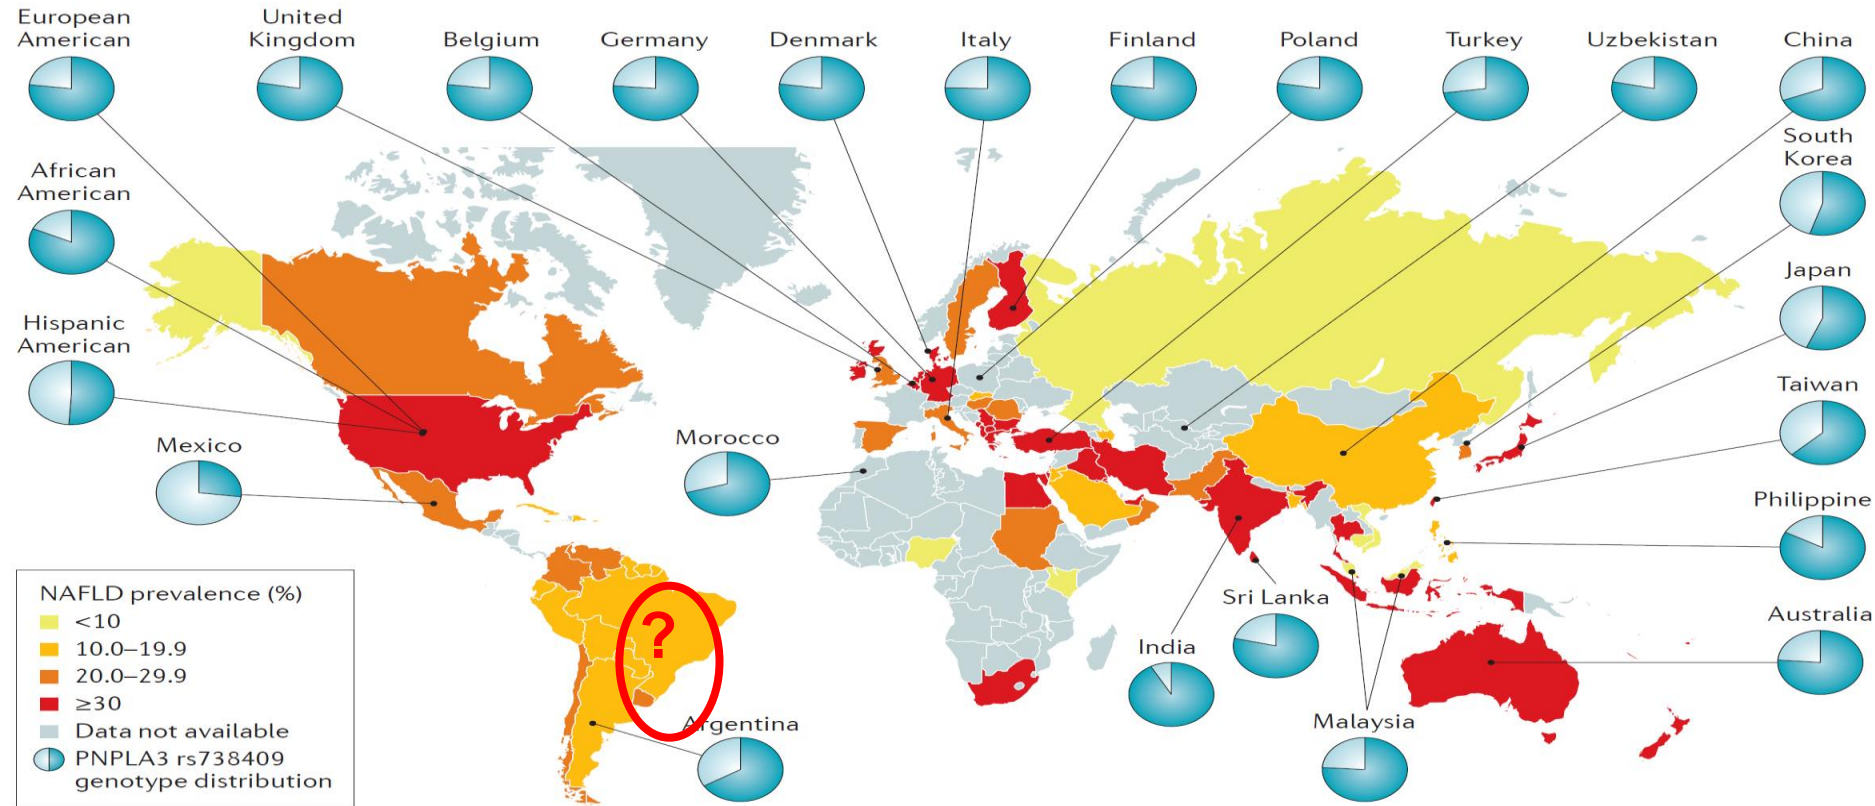 European
American
United
Kingdom
Belgium
Germany
Denmark
Italy
Finland
Poland
Turkey
Uzbekistan
China
South
Korea
African
American
Japan
Hispanic
American
Taiwan
Mexico
Morocco
Philippine
NAFLD prevalence (%)
<10
10.0–19.9
20.0–29.9
≥30
Data not available
PNPLA3 rs738409
genotype distribution
?
Sri Lanka
Australia
India
Argentina
Malaysia